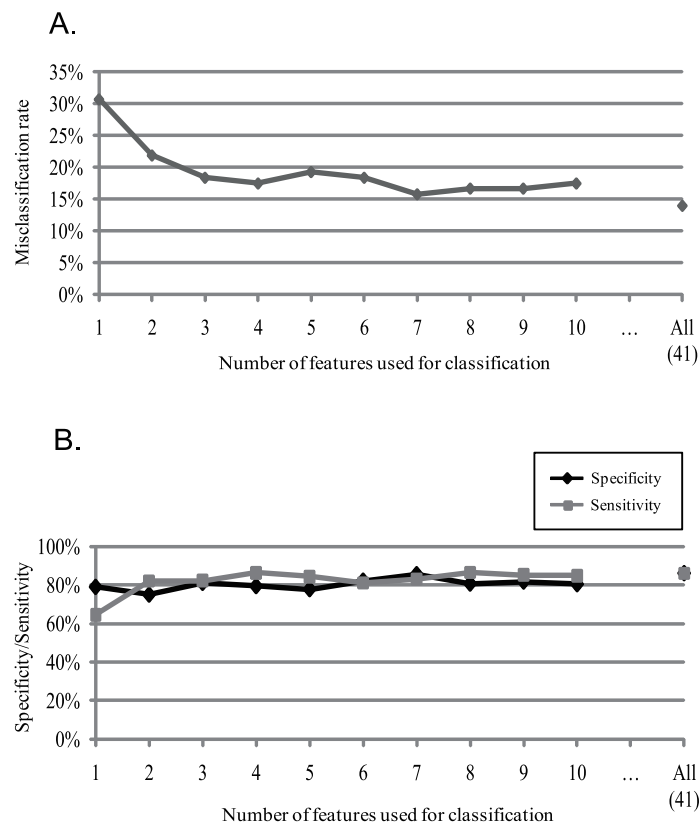 A.
Misclassification rate
35%
30%
25%
20%
15%
10%
5%
0%
1 2 3 4 5 6 7 8 9 10 ... All
(41)
Number of features used for classification
B.
Specificity
Sensitivity
Specificity/Sensitivity
100%
80%
60%
40%
20%
0%
1 2 3 4 5 6 7 8 9 10 ... All
(41)
Number of features used for classification